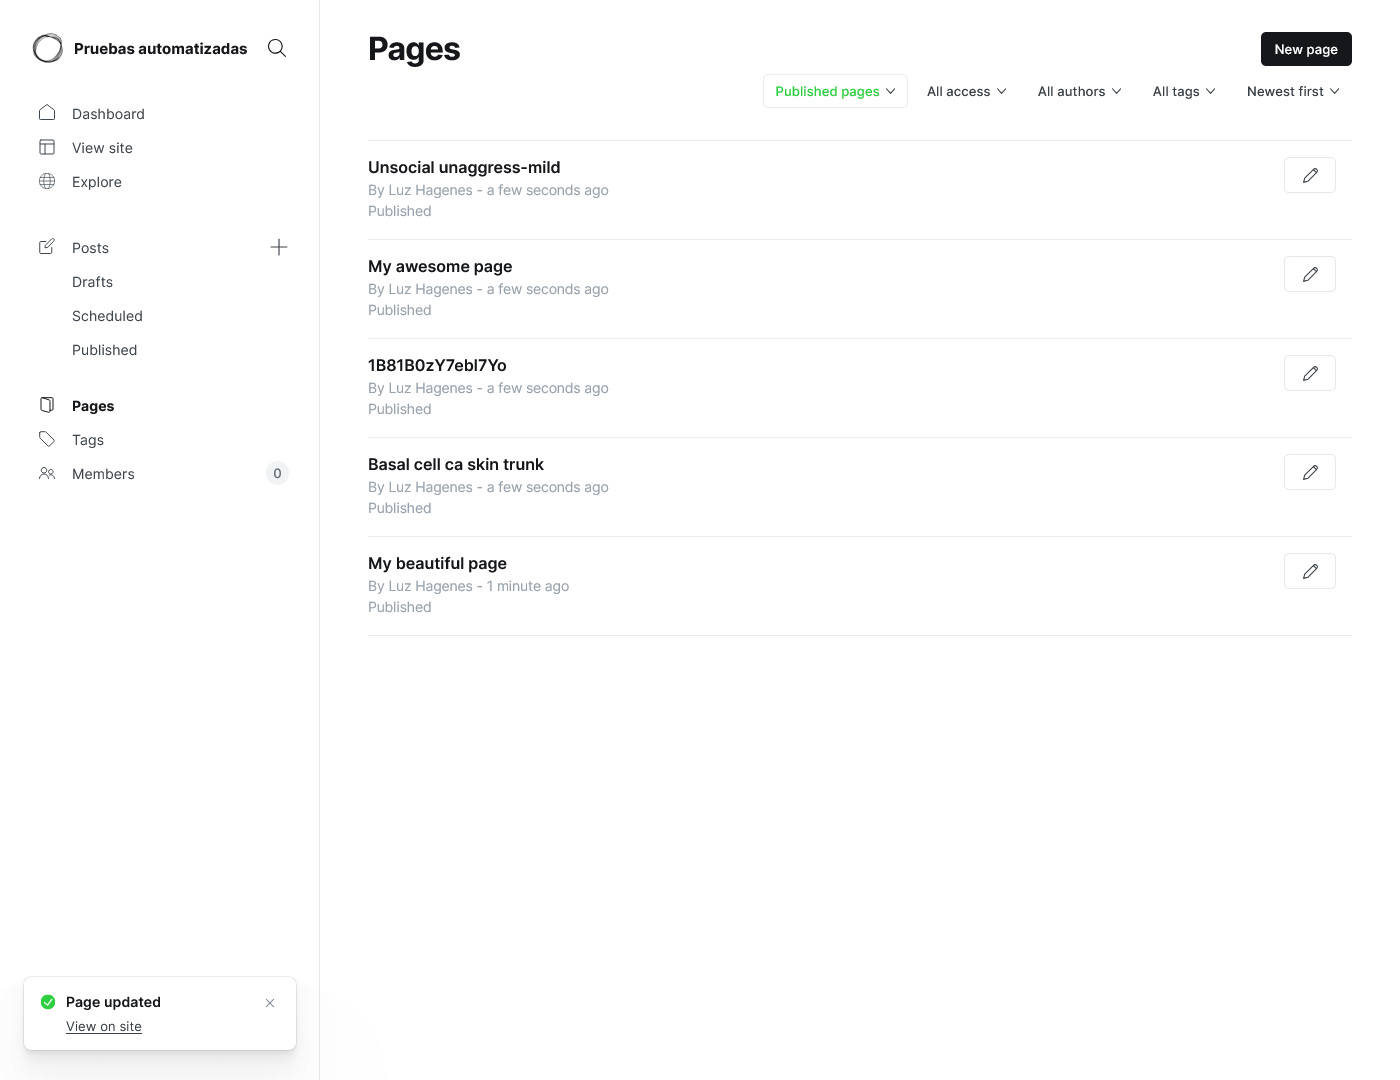 Pruebas automatizadas
Dashboard
View site
Explore
Posts
Drafts
Scheduled
Published
Pages
Tags
Members 0
Pages
New page
Published pages All access All authors All tags Newest first
Unsocial unaggress-mild
By Luz Hagenes - a few seconds ago
Published
My awesome page
By Luz Hagenes - a few seconds ago
Published
1B81B0zY7ebI7Yo
By Luz Hagenes - a few seconds ago
Published
Basal cell ca skin trunk
By Luz Hagenes - a few seconds ago
Published
My beautiful page
By Luz Hagenes - 1 minute ago
Published
Page updated
View on site